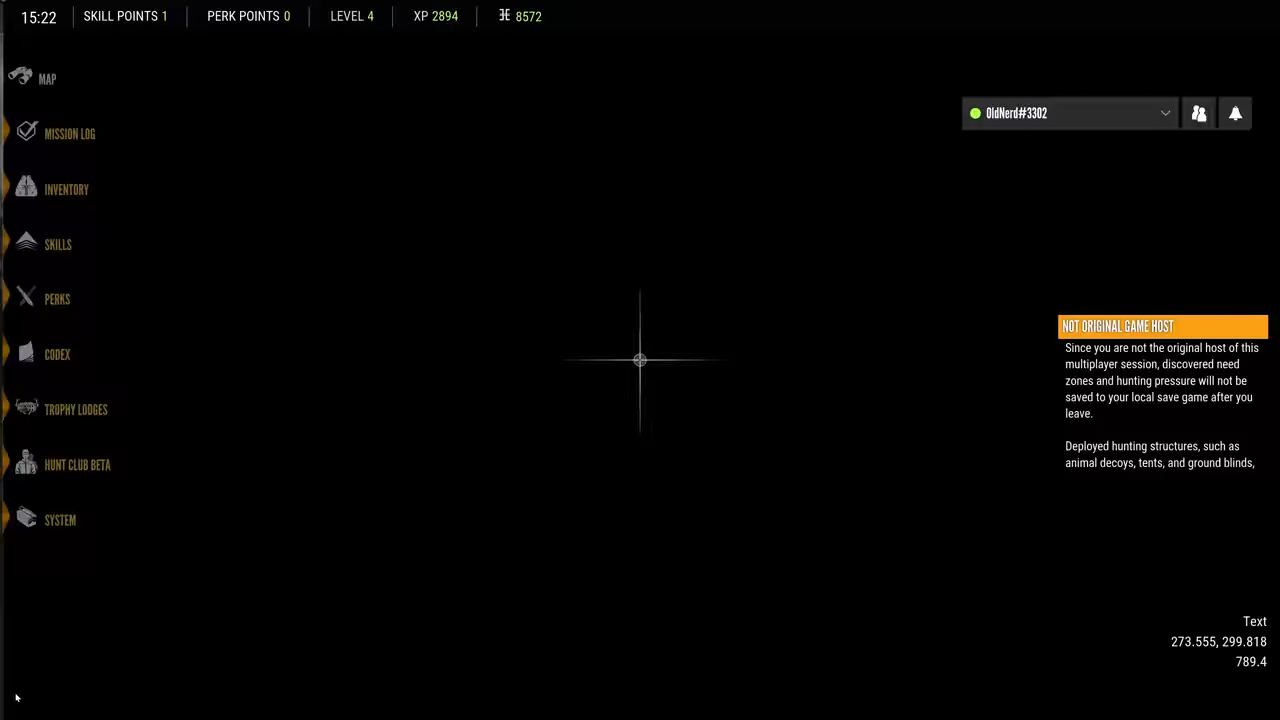 15:22 SKILL POINTS 1 PERK POINTS 0 LEVEL 4 XP 2894 8572
MAP
OldNerd#3302
MISSION LOG
INVENTORY
SKILLS
PERKS
NOT ORIGINAL GAME HOST
Since you are not the original host of this
multiplayer session, discovered need
zones and hunting pressure will not be
saved to your local save game after you
leave.
Deployed hunting structures, such as
animal decoys, tents, and ground blinds,
CODEX
TROPHY LODGES
HUNT CLUB BETA
SYSTEM
Text
273.555, 299.818
789.4